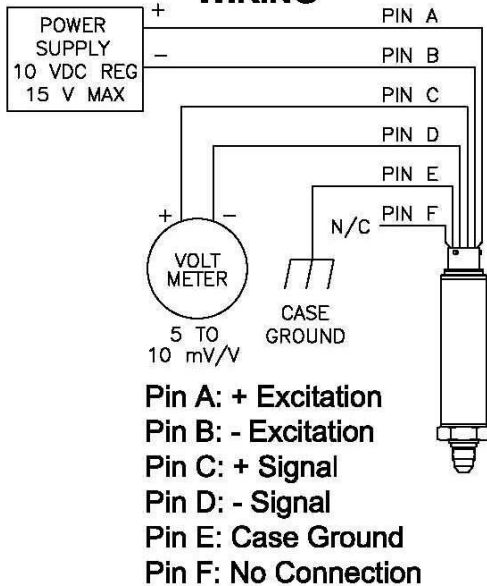 WIRING
POWER
SUPPLY
10 VDC REG
15 V MAX
+
−
PIN A
PIN B
PIN C
PIN D
PIN E
N/C PIN F
+ −
VOLT
METER
5 TO
10 mV/V
CASE
GROUND
Pin A: + Excitation
Pin B: - Excitation
Pin C: + Signal
Pin D: - Signal
Pin E: Case Ground
Pin F: No Connection